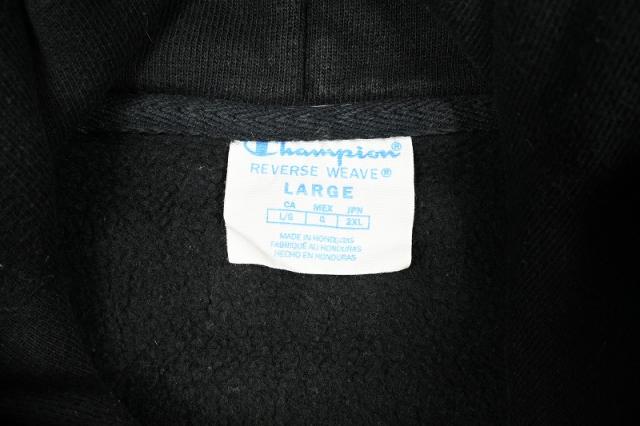 Champion®
REVERSE WEAVE®
LARGE
CA MEX JPN
L/G G 2XL
MADE IN HONDURAS
FABRIQUÉ AU HONDURAS
HECHO EN HONDURAS